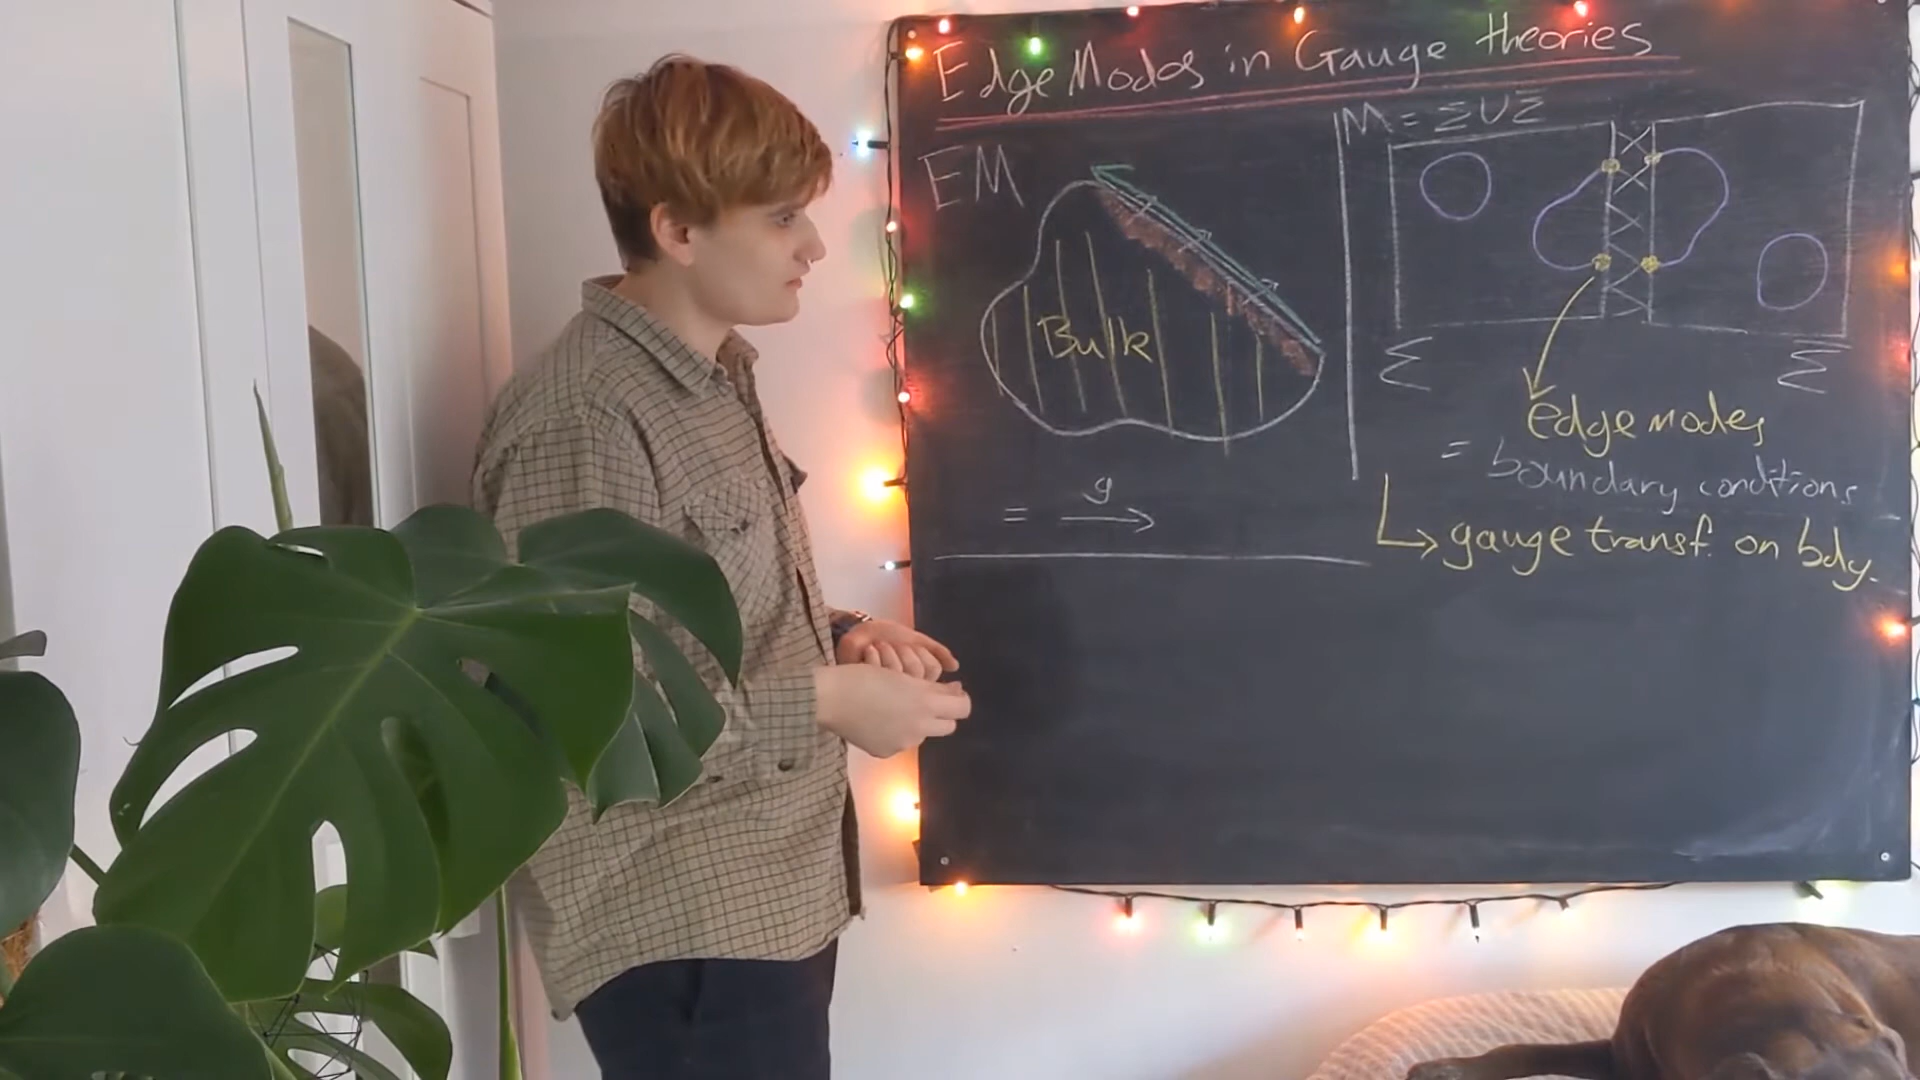 Edge Modes in Gauge theories
EM
Bulk
= g
M = Σ ∪ Σ̅
Σ
Σ̅
edge modes
= boundary conditions
↳ gauge transf. on bdy.